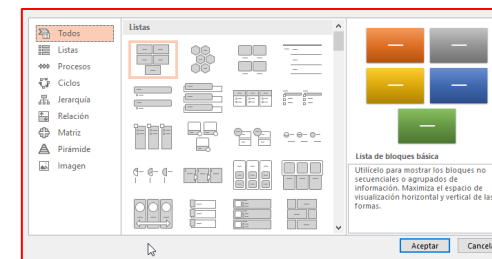 Todos
Listas
Procesos
Ciclos
Jerarquía
Relación
Matriz
Pirámide
Imagen
Listas
Lista de bloques básica
Utilícelo para mostrar los bloques no
secuenciales o agrupados de
información. Maximiza el espacio de
visualización horizontal y vertical de las
formas.
Aceptar
Cancela